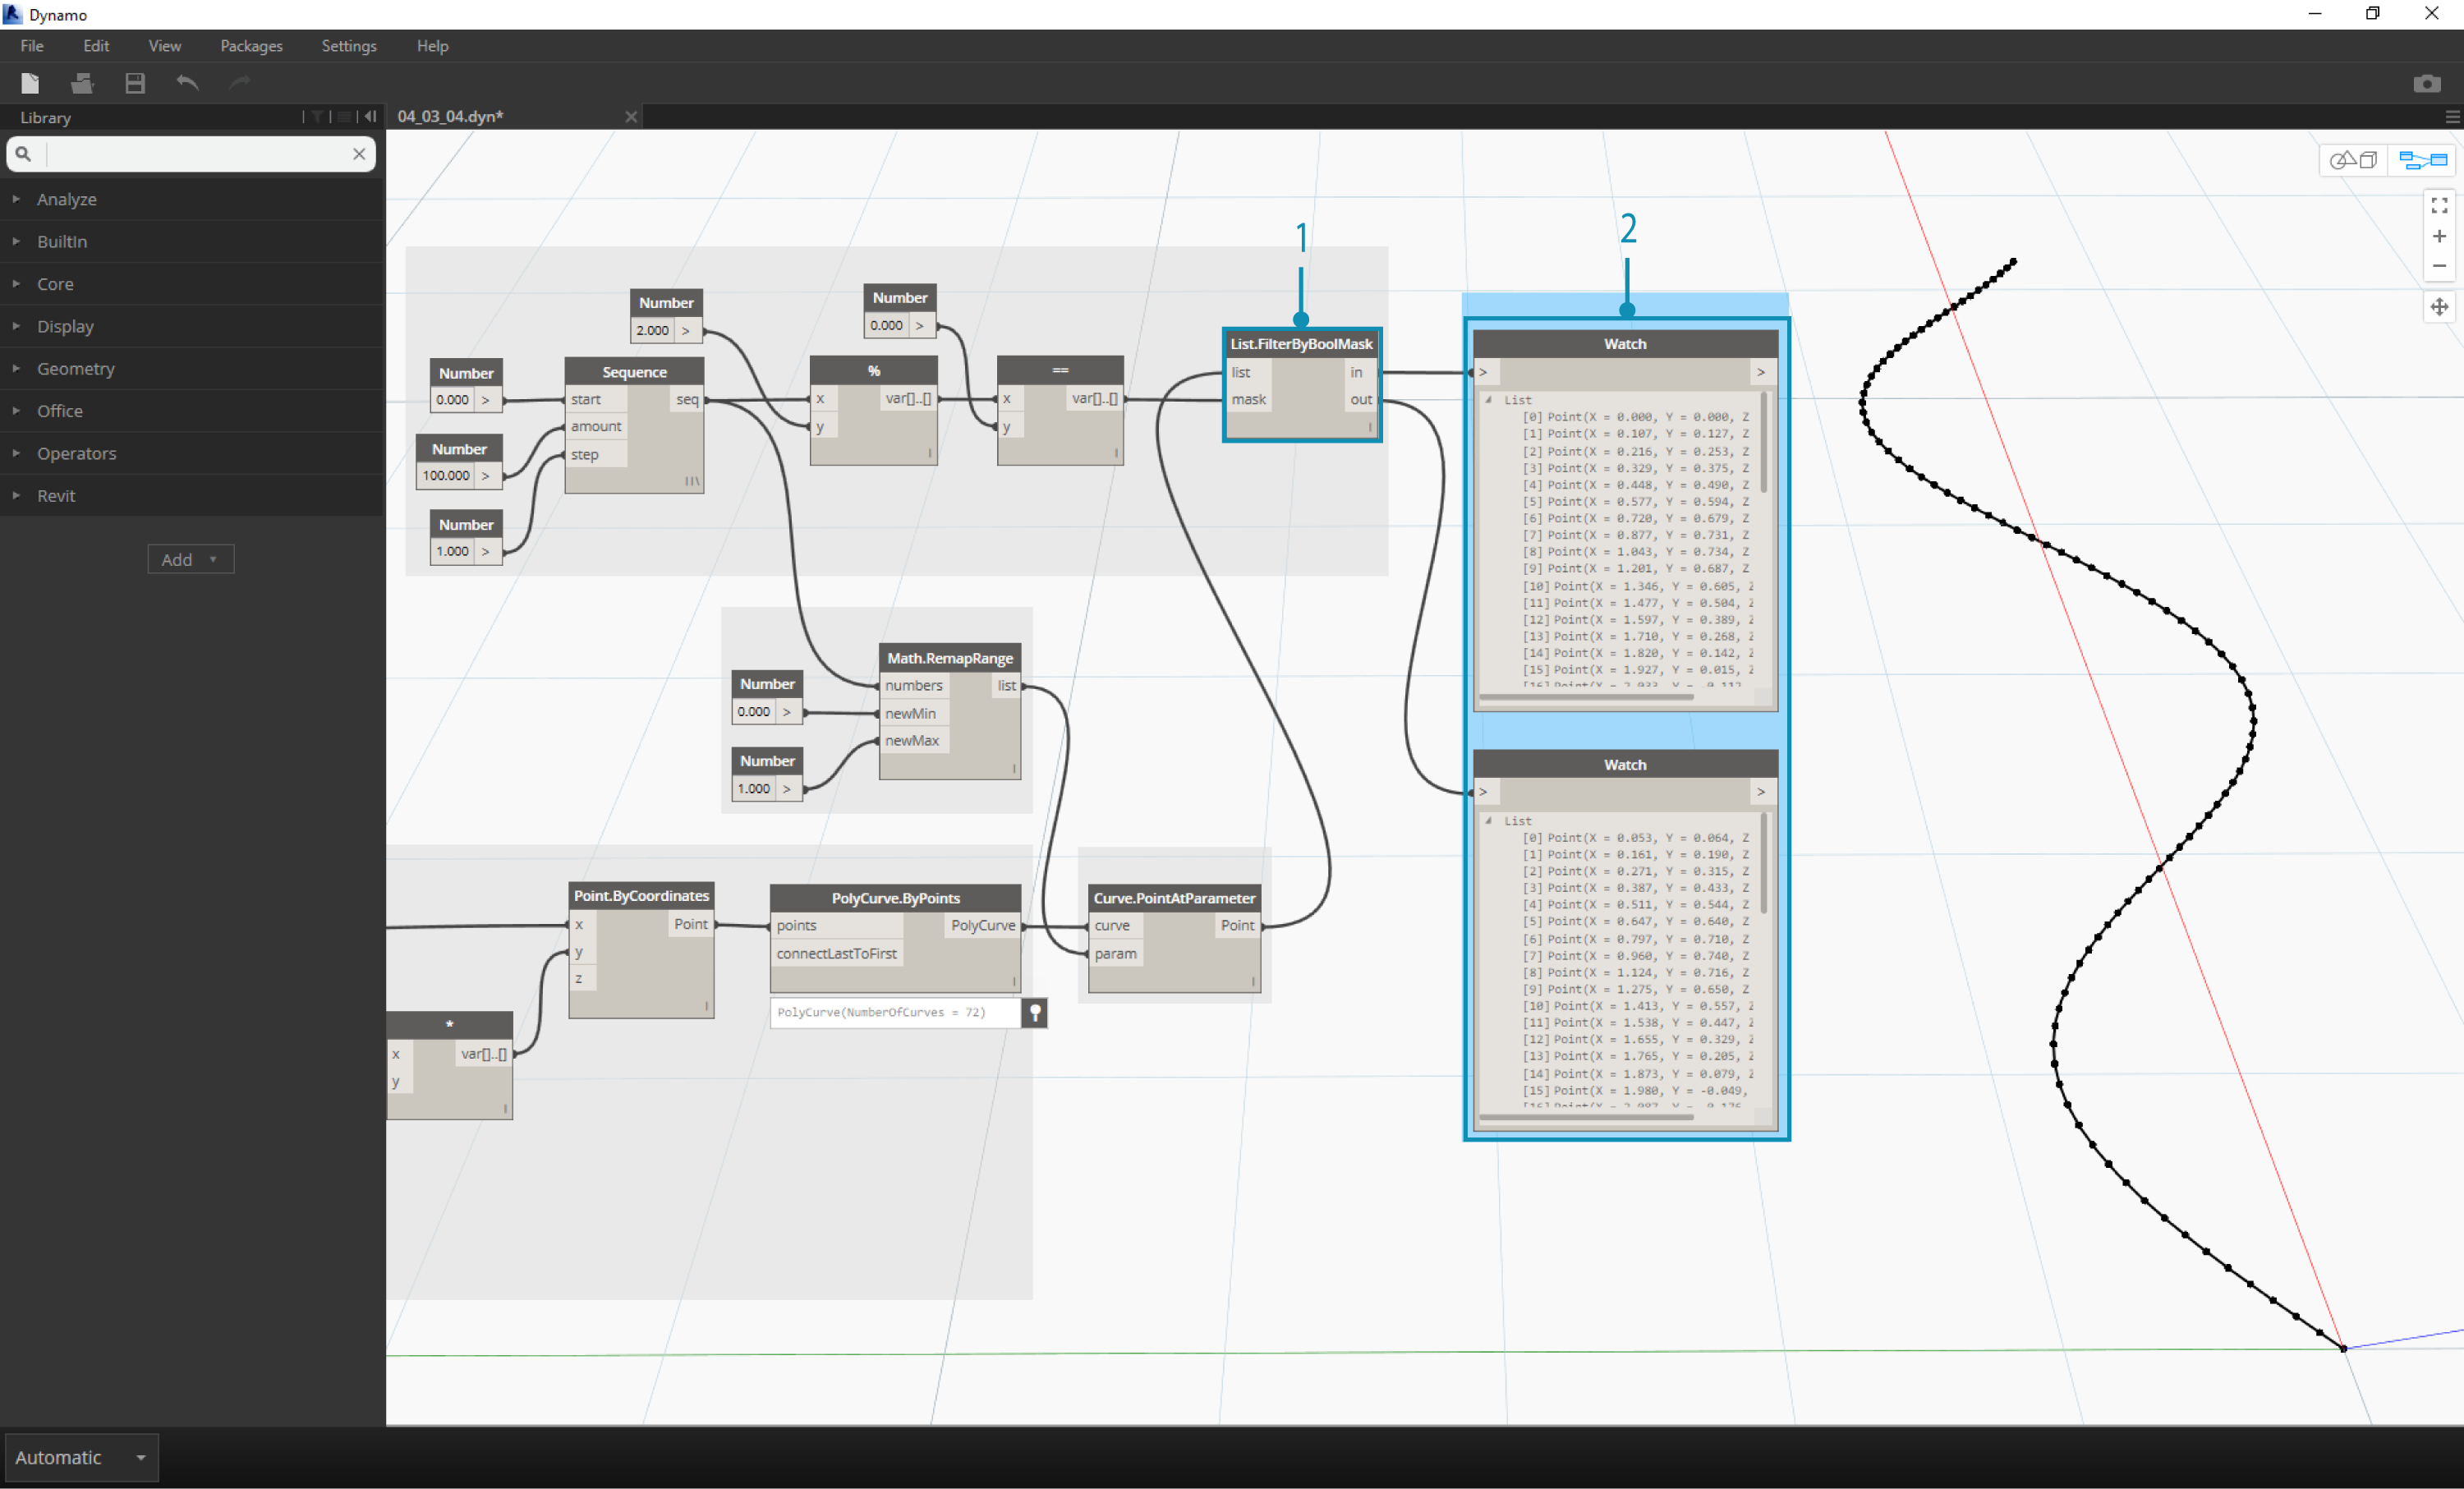 Dynamo
File Edit View Packages Settings Help
Library
04_03_04.dyn*
Analyze
BuiltIn
Core
Display
Geometry
Office
Operators
Revit
Add
1
2
Number
2.000 >
Number
0.000 >
Number
0.000 >
Number
100.000 >
Number
1.000 >
Sequence
start seq
amount
step
%
x var[]..[]
y
==
x var[]..[]
y
List.FilterByBoolMask
list in
mask out
Watch
> >
List
[0] Point(X = 0.000, Y = 0.000, Z
[1] Point(X = 0.107, Y = 0.127, Z
[2] Point(X = 0.216, Y = 0.253, Z
[3] Point(X = 0.329, Y = 0.375, Z
[4] Point(X = 0.448, Y = 0.490, Z
[5] Point(X = 0.577, Y = 0.594, Z
[6] Point(X = 0.720, Y = 0.679, Z
[7] Point(X = 0.877, Y = 0.731, Z
[8] Point(X = 1.043, Y = 0.734, Z
[9] Point(X = 1.201, Y = 0.687, Z
[10] Point(X = 1.346, Y = 0.605, Z
[11] Point(X = 1.477, Y = 0.504, Z
[12] Point(X = 1.597, Y = 0.389, Z
[13] Point(X = 1.710, Y = 0.268, Z
[14] Point(X = 1.820, Y = 0.142, Z
[15] Point(X = 1.927, Y = 0.015, Z
Math.RemapRange
numbers list
newMin
newMax
Number
0.000 >
Number
1.000 >
Watch
> >
List
[0] Point(X = 0.053, Y = 0.064, Z
[1] Point(X = 0.161, Y = 0.190, Z
[2] Point(X = 0.271, Y = 0.315, Z
[3] Point(X = 0.387, Y = 0.433, Z
[4] Point(X = 0.511, Y = 0.544, Z
[5] Point(X = 0.647, Y = 0.640, Z
[6] Point(X = 0.797, Y = 0.710, Z
[7] Point(X = 0.960, Y = 0.740, Z
[8] Point(X = 1.124, Y = 0.716, Z
[9] Point(X = 1.275, Y = 0.650, Z
[10] Point(X = 1.413, Y = 0.557, Z
[11] Point(X = 1.538, Y = 0.447, Z
[12] Point(X = 1.655, Y = 0.329, Z
[13] Point(X = 1.765, Y = 0.205, Z
[14] Point(X = 1.873, Y = 0.079, Z
[15] Point(X = 1.980, Y = -0.049,
Point.ByCoordinates
x Point
y
z
PolyCurve.ByPoints
points PolyCurve
connectLastToFirst
PolyCurve(NumberOfCurves = 72)
Curve.PointAtParameter
curve Point
param
*
x var[]..[]
y
Automatic